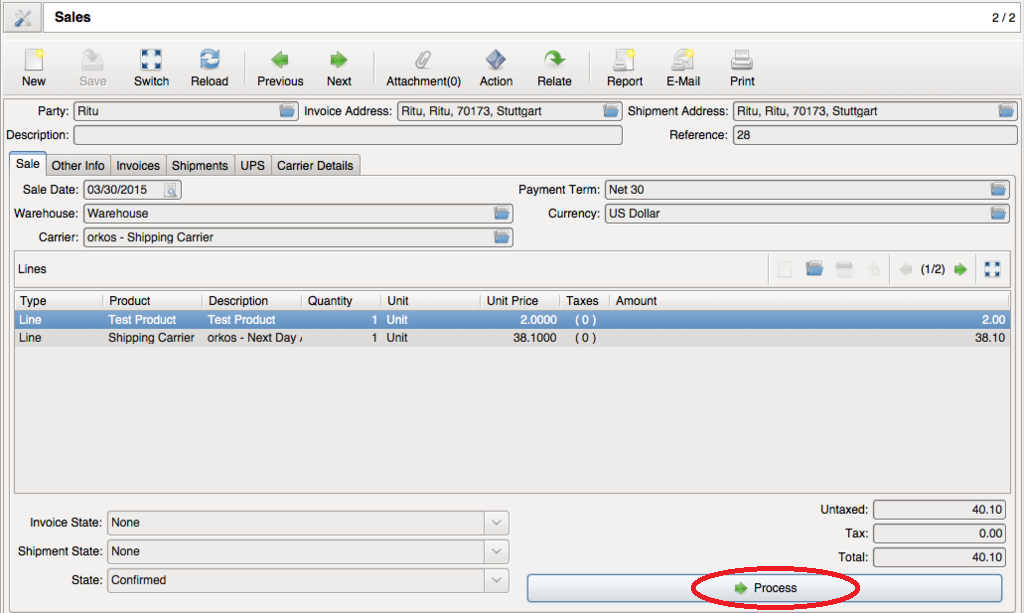 Sales 2 / 2
New Save Switch Reload Previous Next Attachment(0) Action Relate Report E-Mail Print
Party: Ritu Invoice Address: Ritu, Ritu, 70173, Stuttgart Shipment Address: Ritu, Ritu, 70173, Stuttgart
Description: Reference: 28
Sale Other Info Invoices Shipments UPS Carrier Details
Sale Date: 03/30/2015 Payment Term: Net 30
Warehouse: Warehouse Currency: US Dollar
Carrier: orkos - Shipping Carrier
Lines (1/2)
Type Product Description Quantity Unit Unit Price Taxes Amount
Line Test Product Test Product 1 Unit 2.0000 ( 0 ) 2.00
Line Shipping Carrier orkos - Next Day 1 Unit 38.1000 ( 0 ) 38.10
Untaxed: 40.10
Invoice State: None
Tax: 0.00
Shipment State: None
Total: 40.10
State: Confirmed
Process